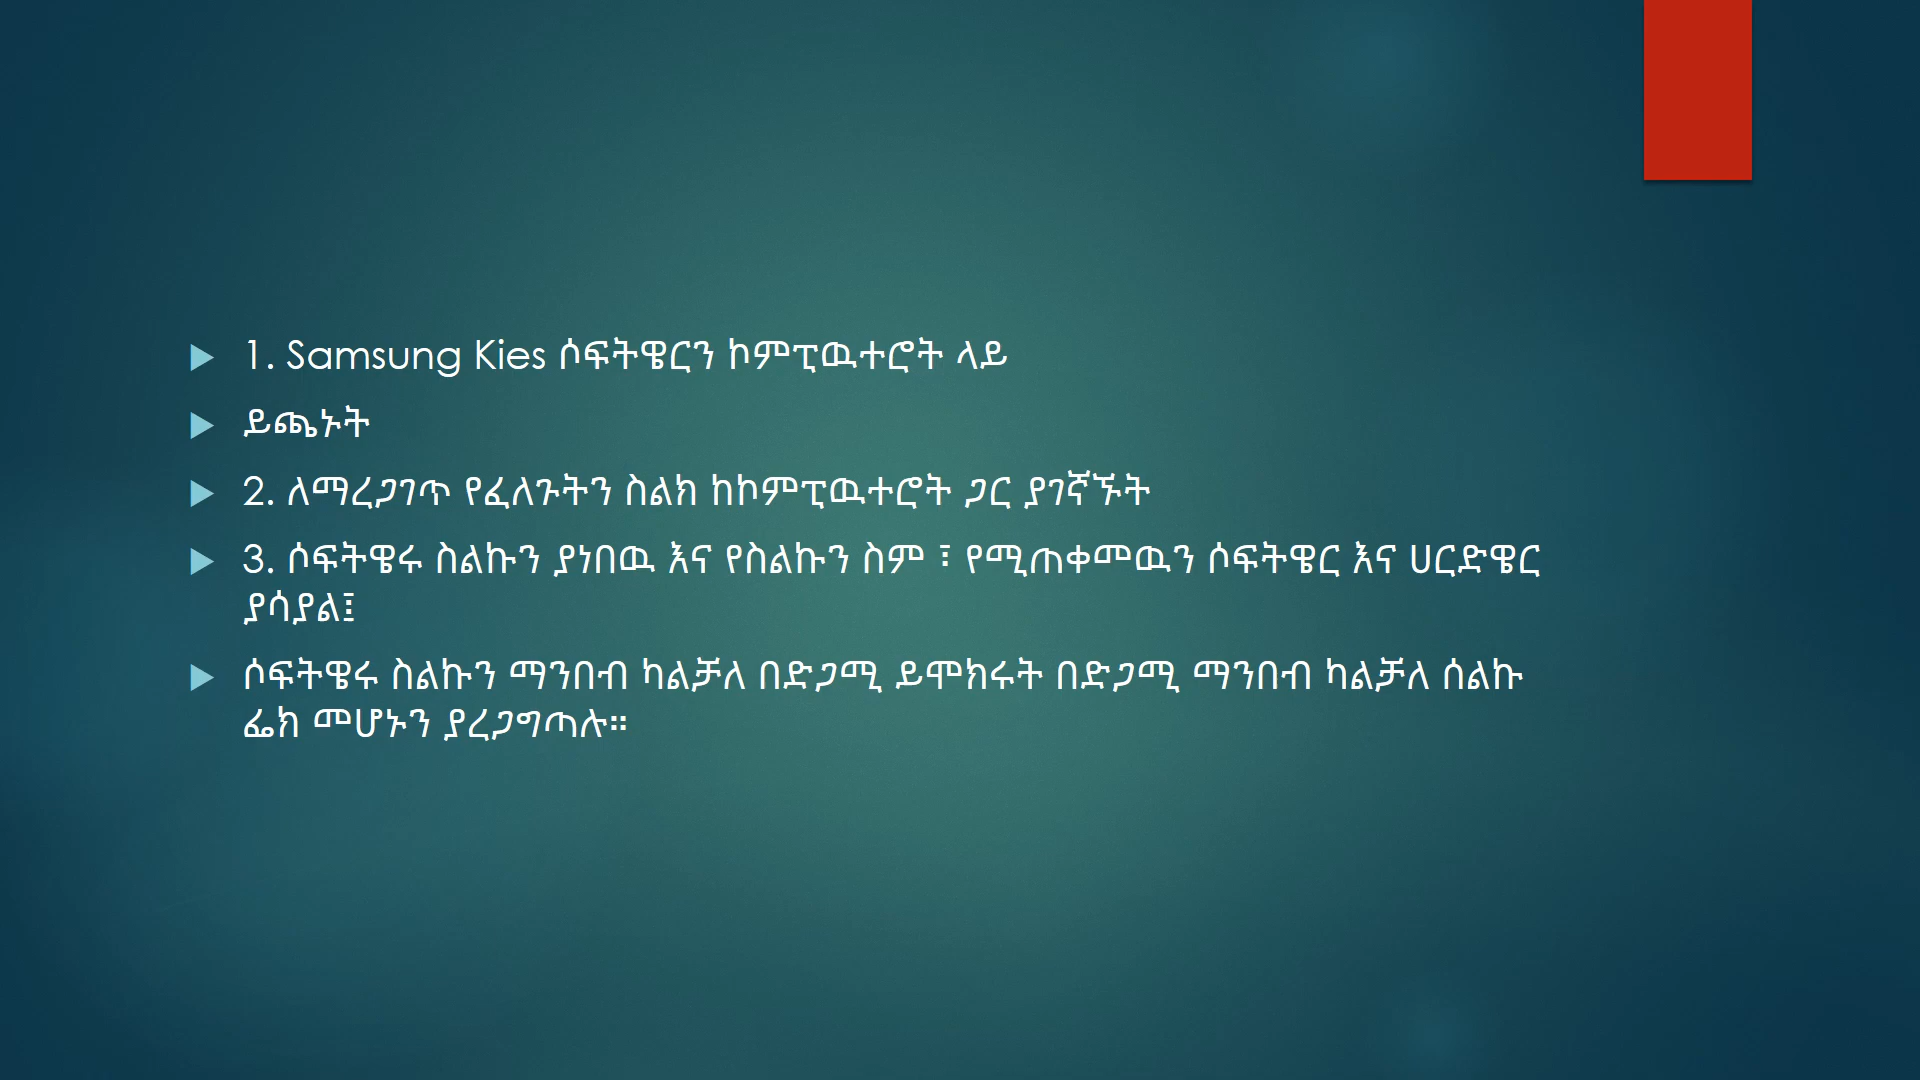 1. Samsung Kies ሶፍትዌርን ኮምፒዉተሮት ላይ
ይጫኑት
2. ለማረጋገጥ የፈለጉትን ስልክ ከኮምፒዉተሮት ጋር ያገኛኙት
3. ሶፍትዌሩ ስልኩን ያነበዉ እና የስልኩን ስም ፣ የሚጠቀመዉን ሶፍትዌር እና ሀርድዌር
ያሳያል፤
ሶፍትዌሩ ስልኩን ማንበብ ካልቻለ በድጋሚ ይሞክሩት በድጋሚ ማንበብ ካልቻለ ሰልኩ
ፌክ መሆኑን ያረጋግጣሉ።